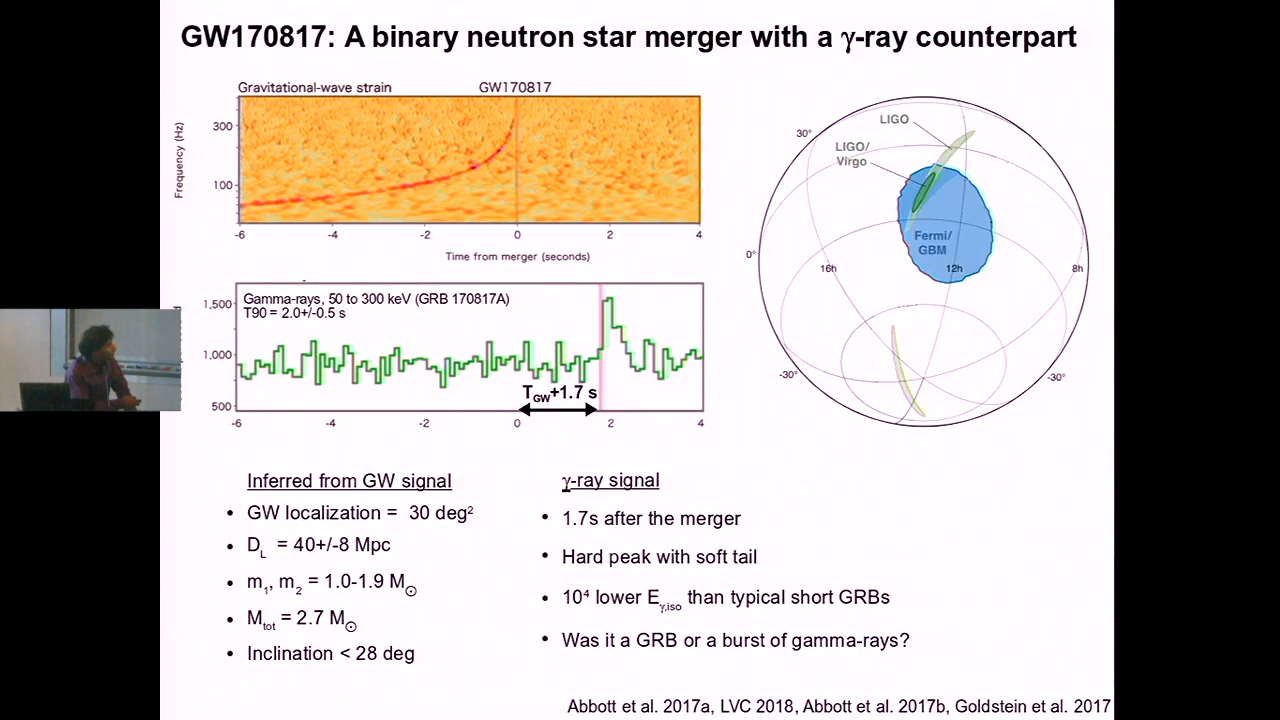 GW170817: A binary neutron star merger with a γ-ray counterpart
Gravitational-wave strain
GW170817
Frequency (Hz)
300
100
-6
-4
-2
0
2
4
Time from merger (seconds)
Gamma-rays, 50 to 300 keV (GRB 170817A)
T90 = 2.0+/-0.5 s
1,500
1,000
500
T_GW+1.7 s
-6
-4
-2
0
2
4
LIGO
30°
LIGO/
Virgo
Fermi/
GBM
0°
16h
12h
8h
-30°
-30°
Inferred from GW signal
• GW localization = 30 deg²
• D_L = 40+/-8 Mpc
• m₁, m₂ = 1.0-1.9 M☉
• M_tot = 2.7 M☉
• Inclination < 28 deg
γ-ray signal
• 1.7s after the merger
• Hard peak with soft tail
• 10⁴ lower E_γ,iso than typical short GRBs
• Was it a GRB or a burst of gamma-rays?
Abbott et al. 2017a, LVC 2018, Abbott et al. 2017b, Goldstein et al. 2017